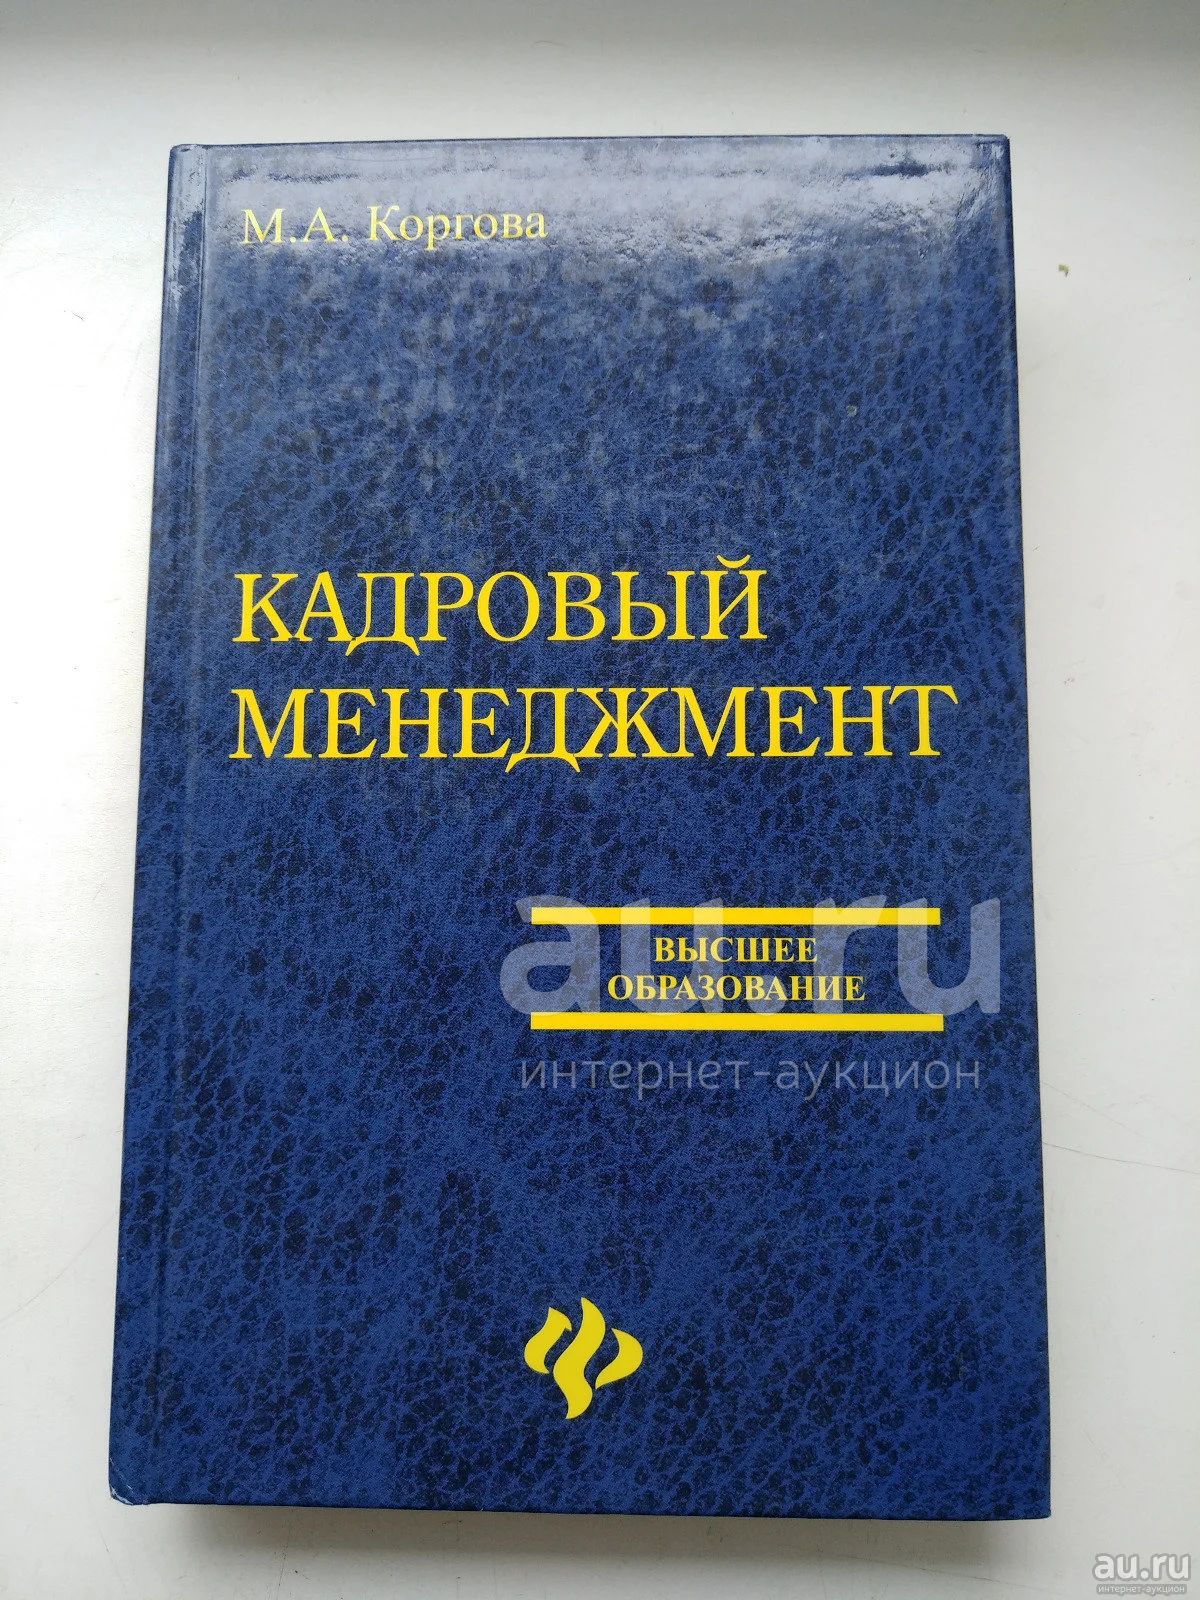 М.А. Коргова
КАДРОВЫЙ
МЕНЕДЖМЕНТ
ВЫСШЕЕ
ОБРАЗОВАНИЕ
au.ru
интернет-аукцион
au.ru
интернет-аукцион